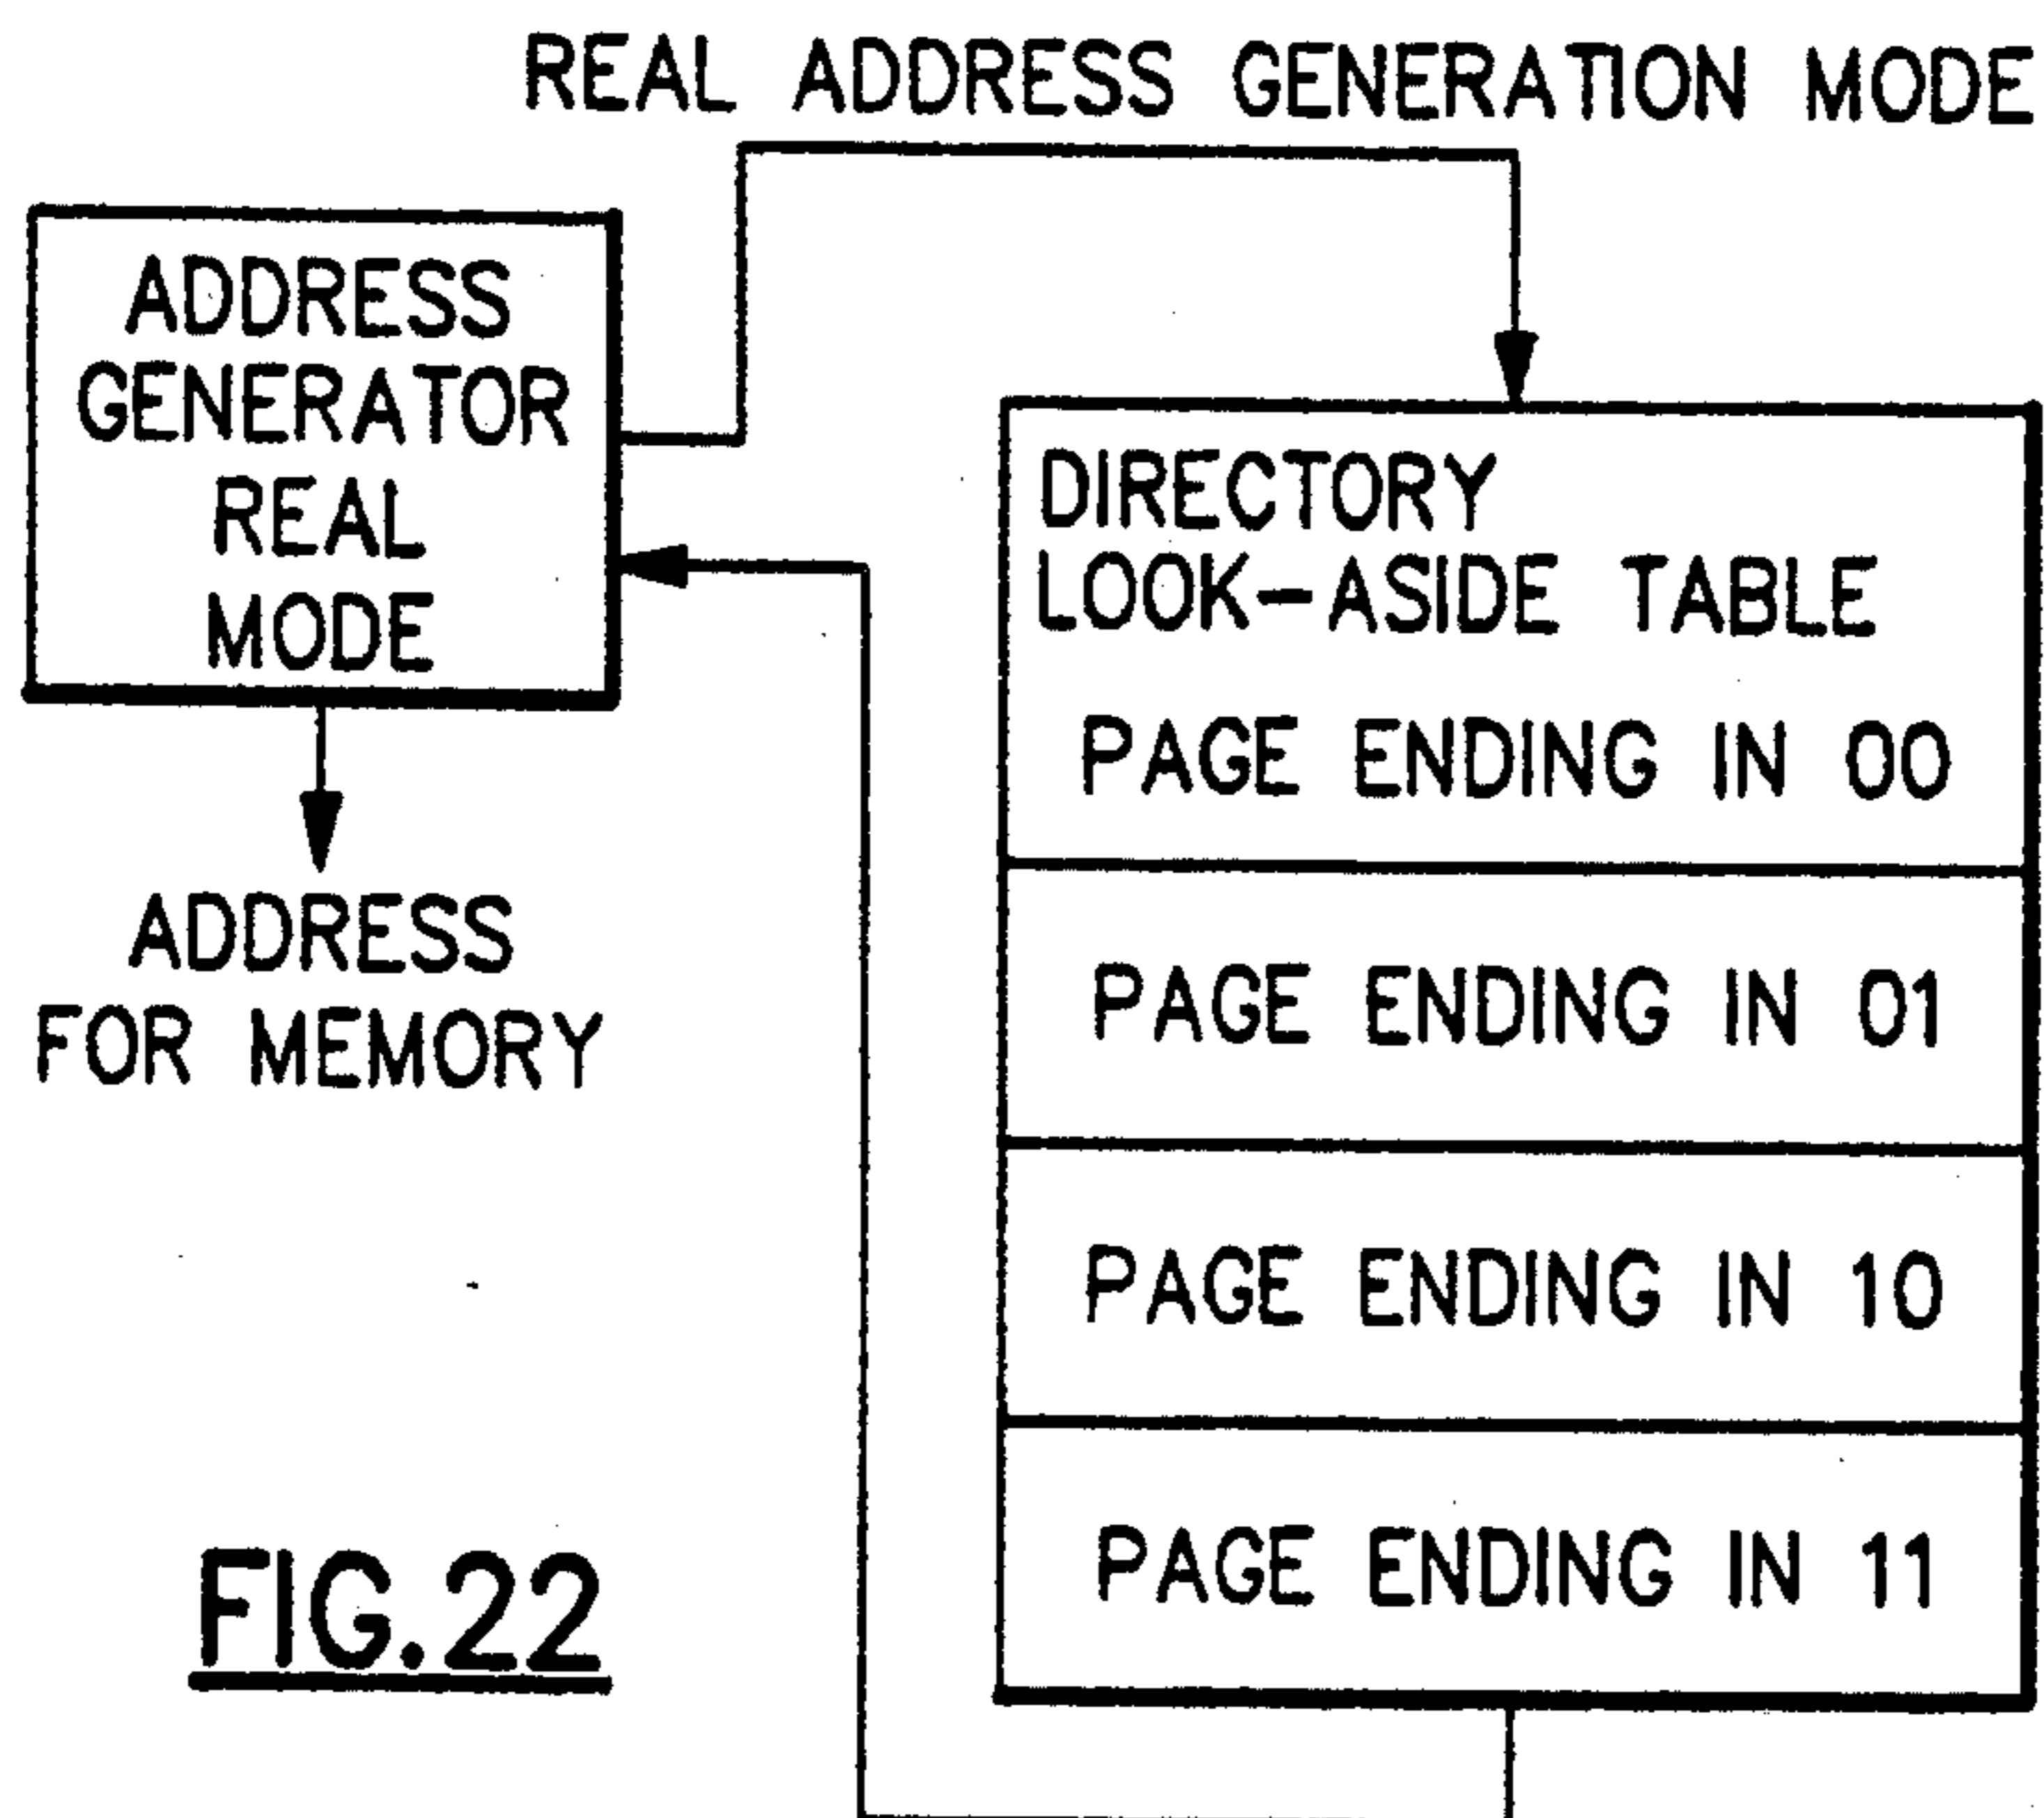 REAL ADDRESS GENERATION MODE
ADDRESS
GENERATOR
REAL
MODE
ADDRESS
FOR MEMORY
DIRECTORY
LOOK-ASIDE TABLE
PAGE ENDING IN 00
PAGE ENDING IN 01
PAGE ENDING IN 10
PAGE ENDING IN 11
FIG.22